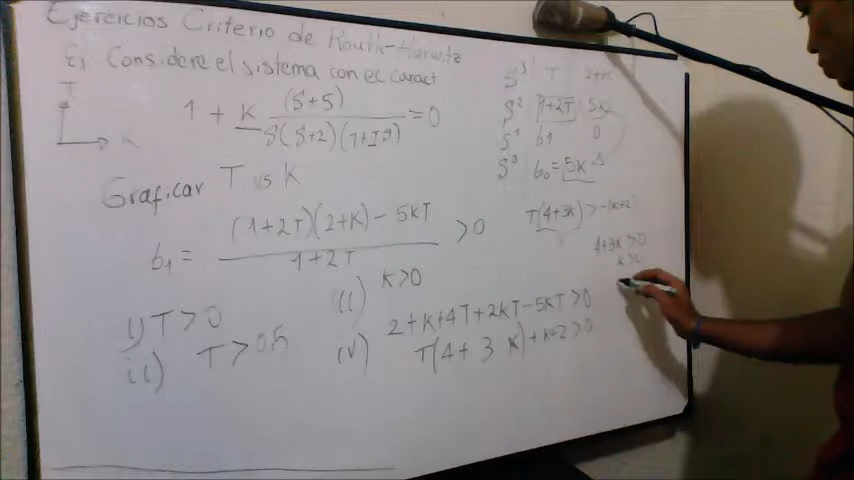 Ejercicios Criterio de Routh-Hurwitz
E1 Considere el sistema con ec caract
T
K
1 + K (S+5) / S(S+2)(1+TS) = 0
Graficar T vs K
b1 = (1+2T)(2+K) - 5KT / 1+2T > 0
i) T > 0
ii) T > 0.5
iii) K>0
iv) 2+K+4T+2KT-5KT>0
T(4+3 K)+K+2>0
S³ T 2+K
S² 1+2T 5K
S¹ b1 0
S⁰ b0 = 5K
T(4+3K) > -(K+2)
4+3K>0